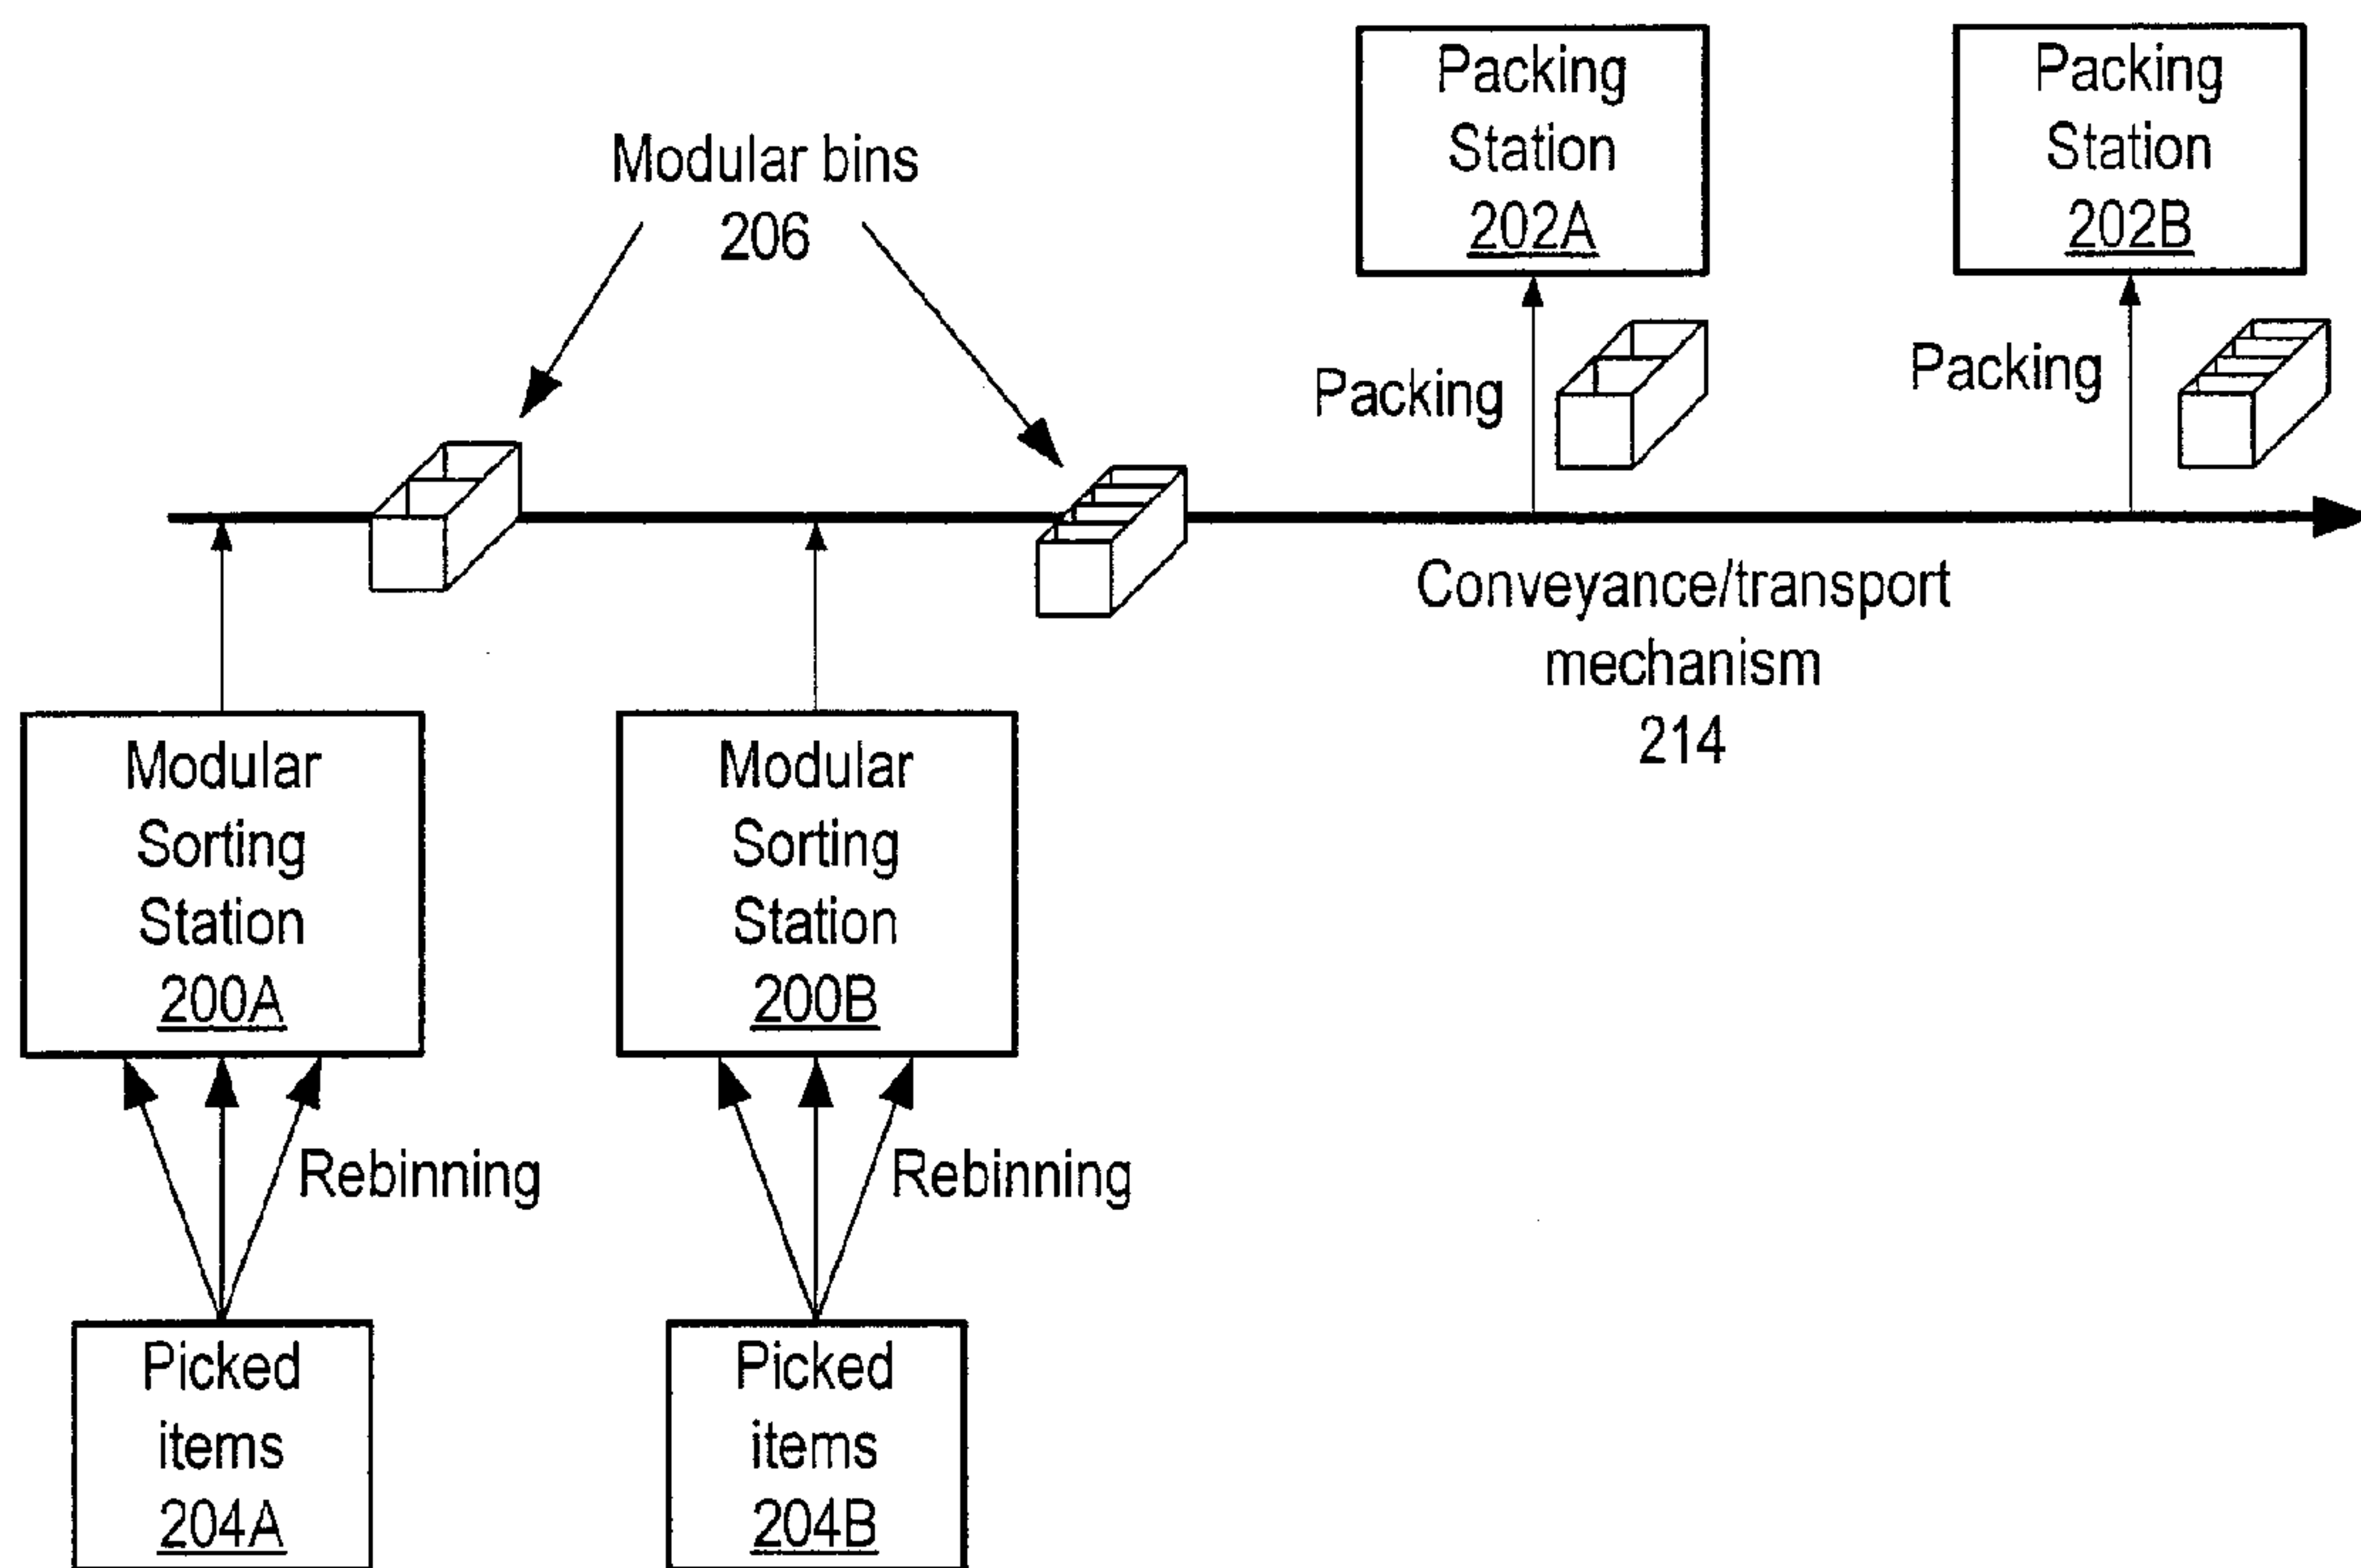 Packing
Station
202A
Packing
Station
202B
Modular bins
206
Packing
Packing
Conveyance/transport
mechanism
214
Modular
Sorting
Station
200A
Modular
Sorting
Station
200B
Rebinning
Rebinning
Picked
items
204A
Picked
items
204B